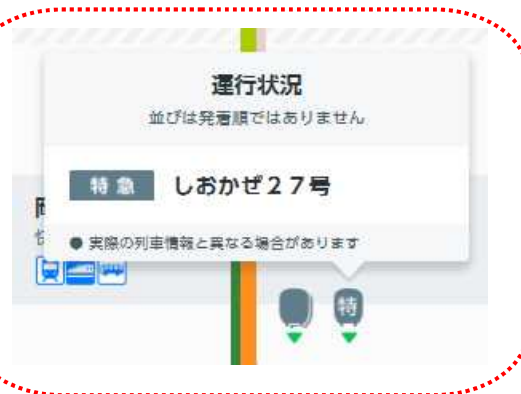 運行状況
並びは発着順ではありません
特急 しおかぜ27号
● 実際の列車情報と異なる場合があります
特